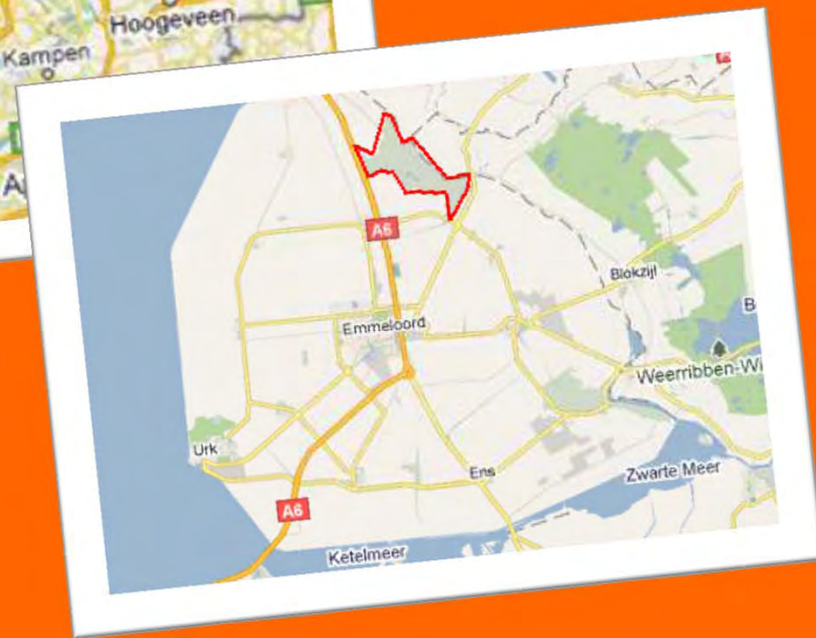 Hoogeveen
Kampen
A6
Blokzijl
Emmeloord
Weerribben-Wi
Urk
Ens
Zwarte Meer
A6
Ketelmeer